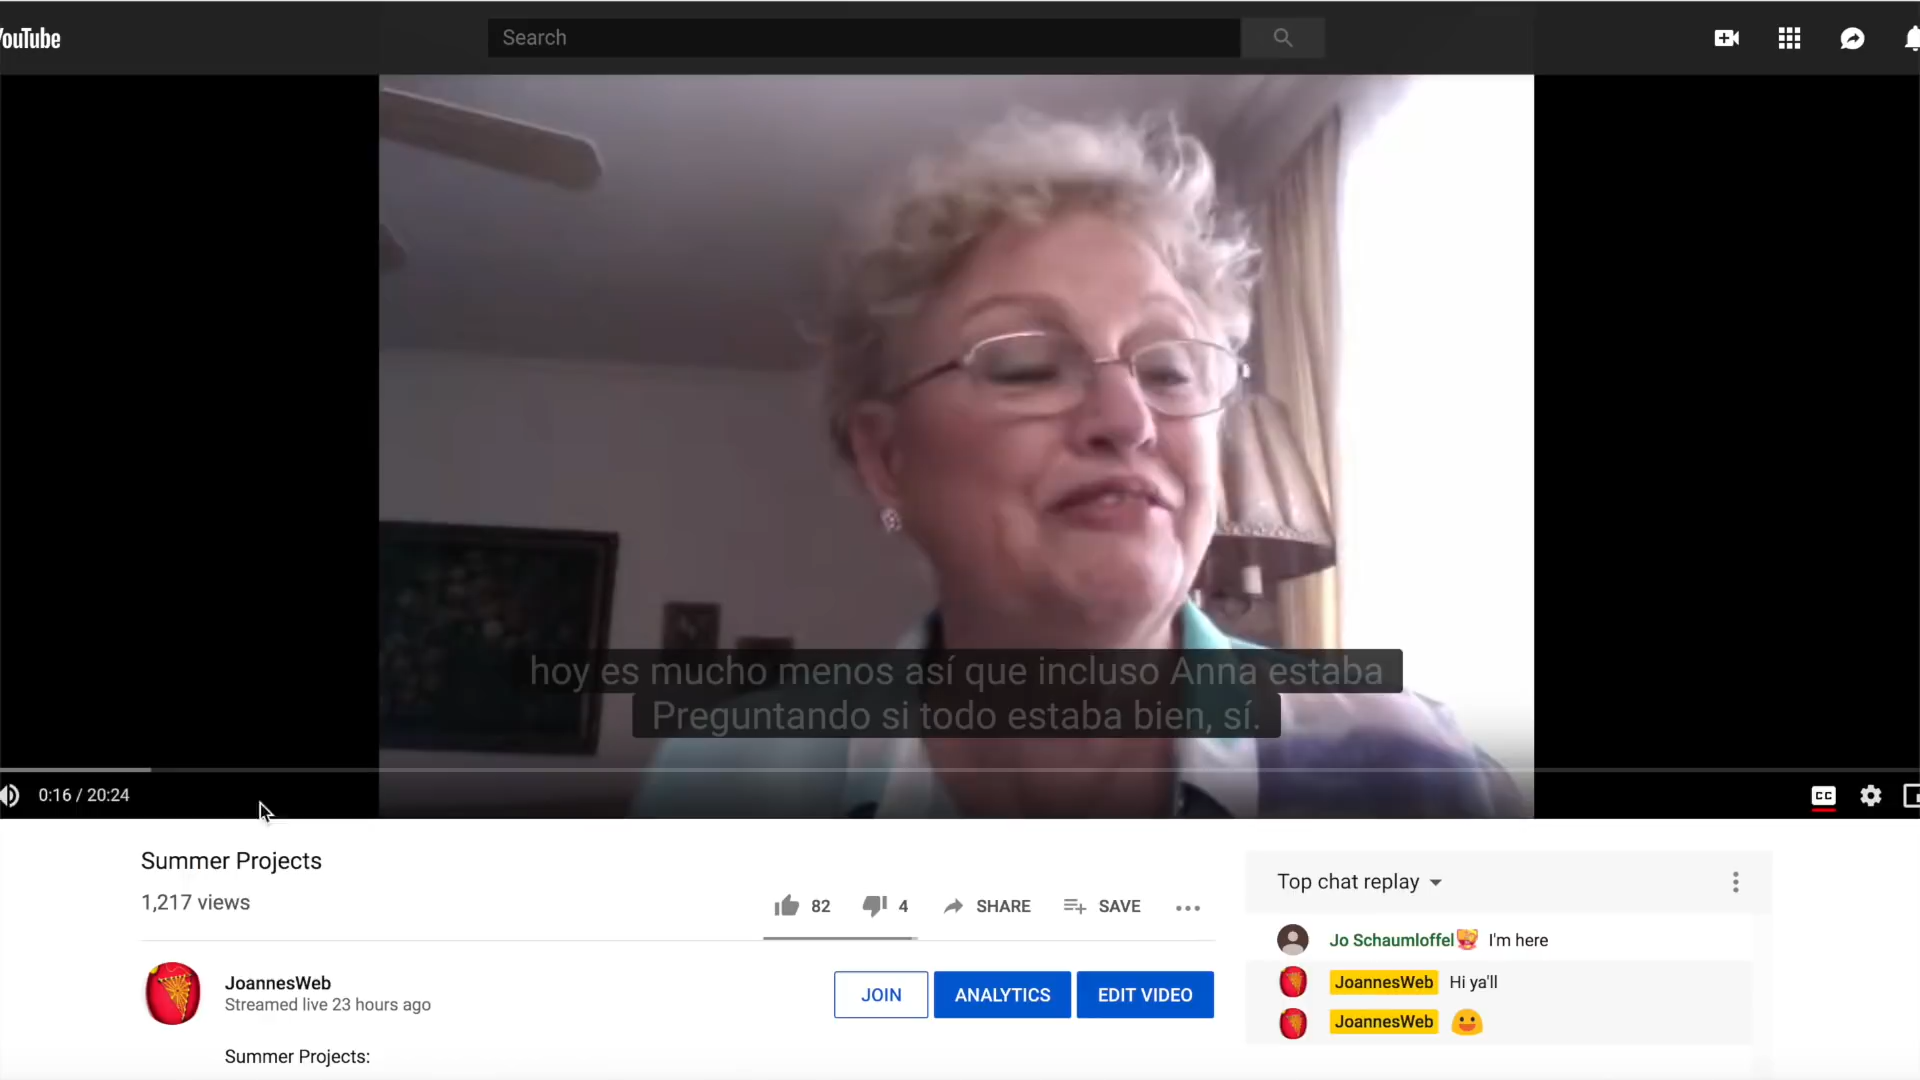 YouTube
Search
hoy es mucho menos así que incluso Anna estaba
Preguntando si todo estaba bien, sí.
0:16 / 20:24
CC
Summer Projects
1,217 views
82
4
SHARE
SAVE
JoannesWeb
Streamed live 23 hours ago
JOIN
ANALYTICS
EDIT VIDEO
Summer Projects:
Top chat replay
Jo Schaumloffel I'm here
JoannesWeb Hi ya'll
JoannesWeb